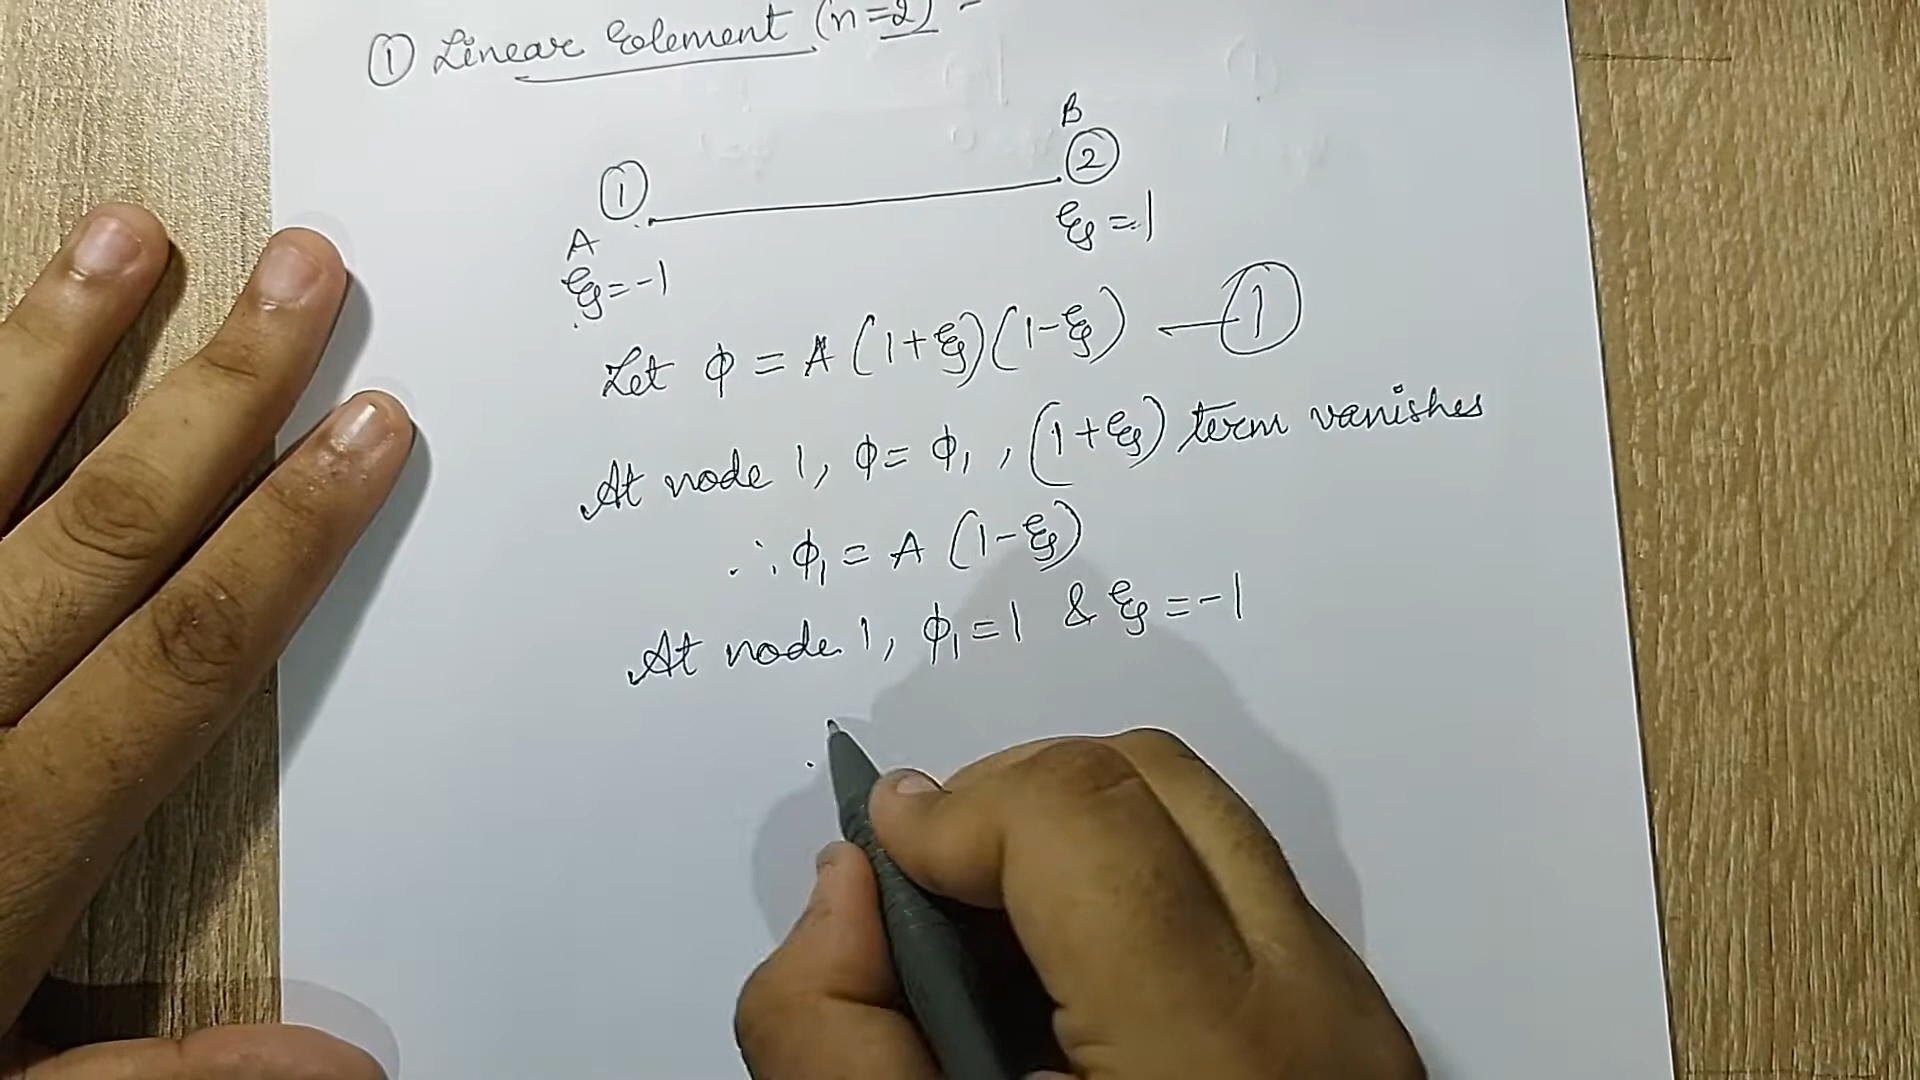 ① Linear Element (n=2) -
B
① ②
A
ξ=-1 ξ=1
Let ϕ = A (1+ξ)(1-ξ) ← ①
At node 1, ϕ = ϕ₁ , (1+ξ) term vanishes
∴ ϕ₁ = A (1-ξ)
At node 1, ϕ₁ = 1 & ξ = -1